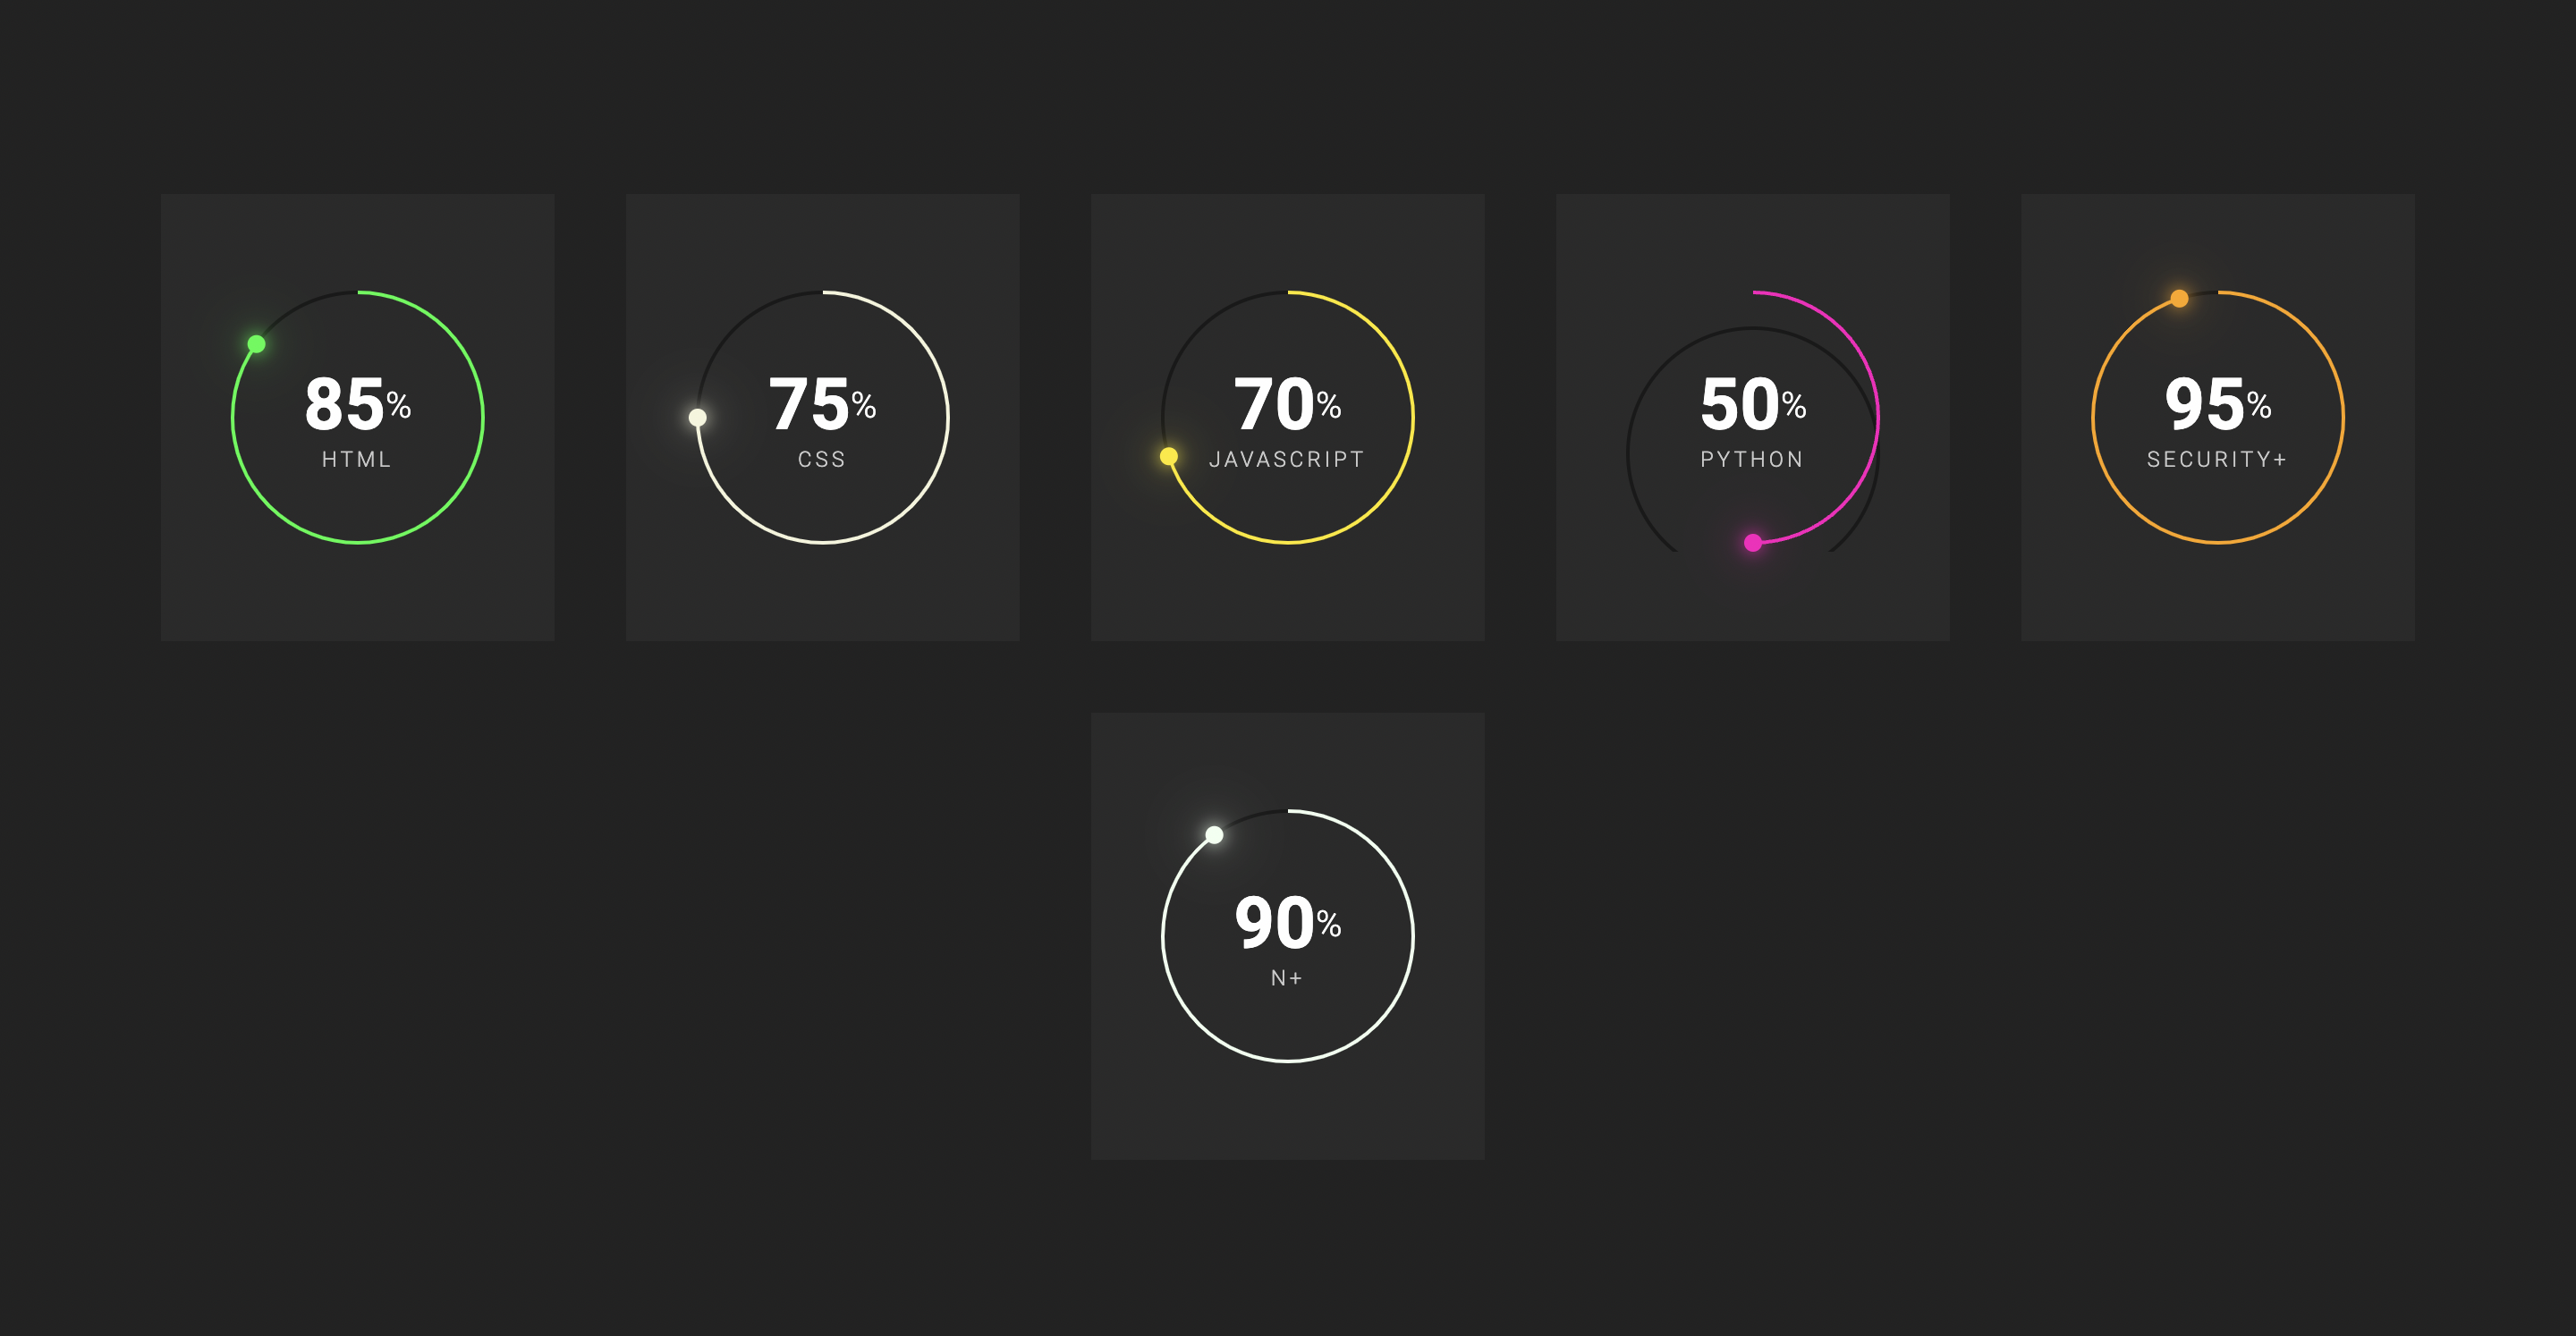 85%
HTML
75%
CSS
70%
JAVASCRIPT
50%
PYTHON
95%
SECURITY+
90%
N+